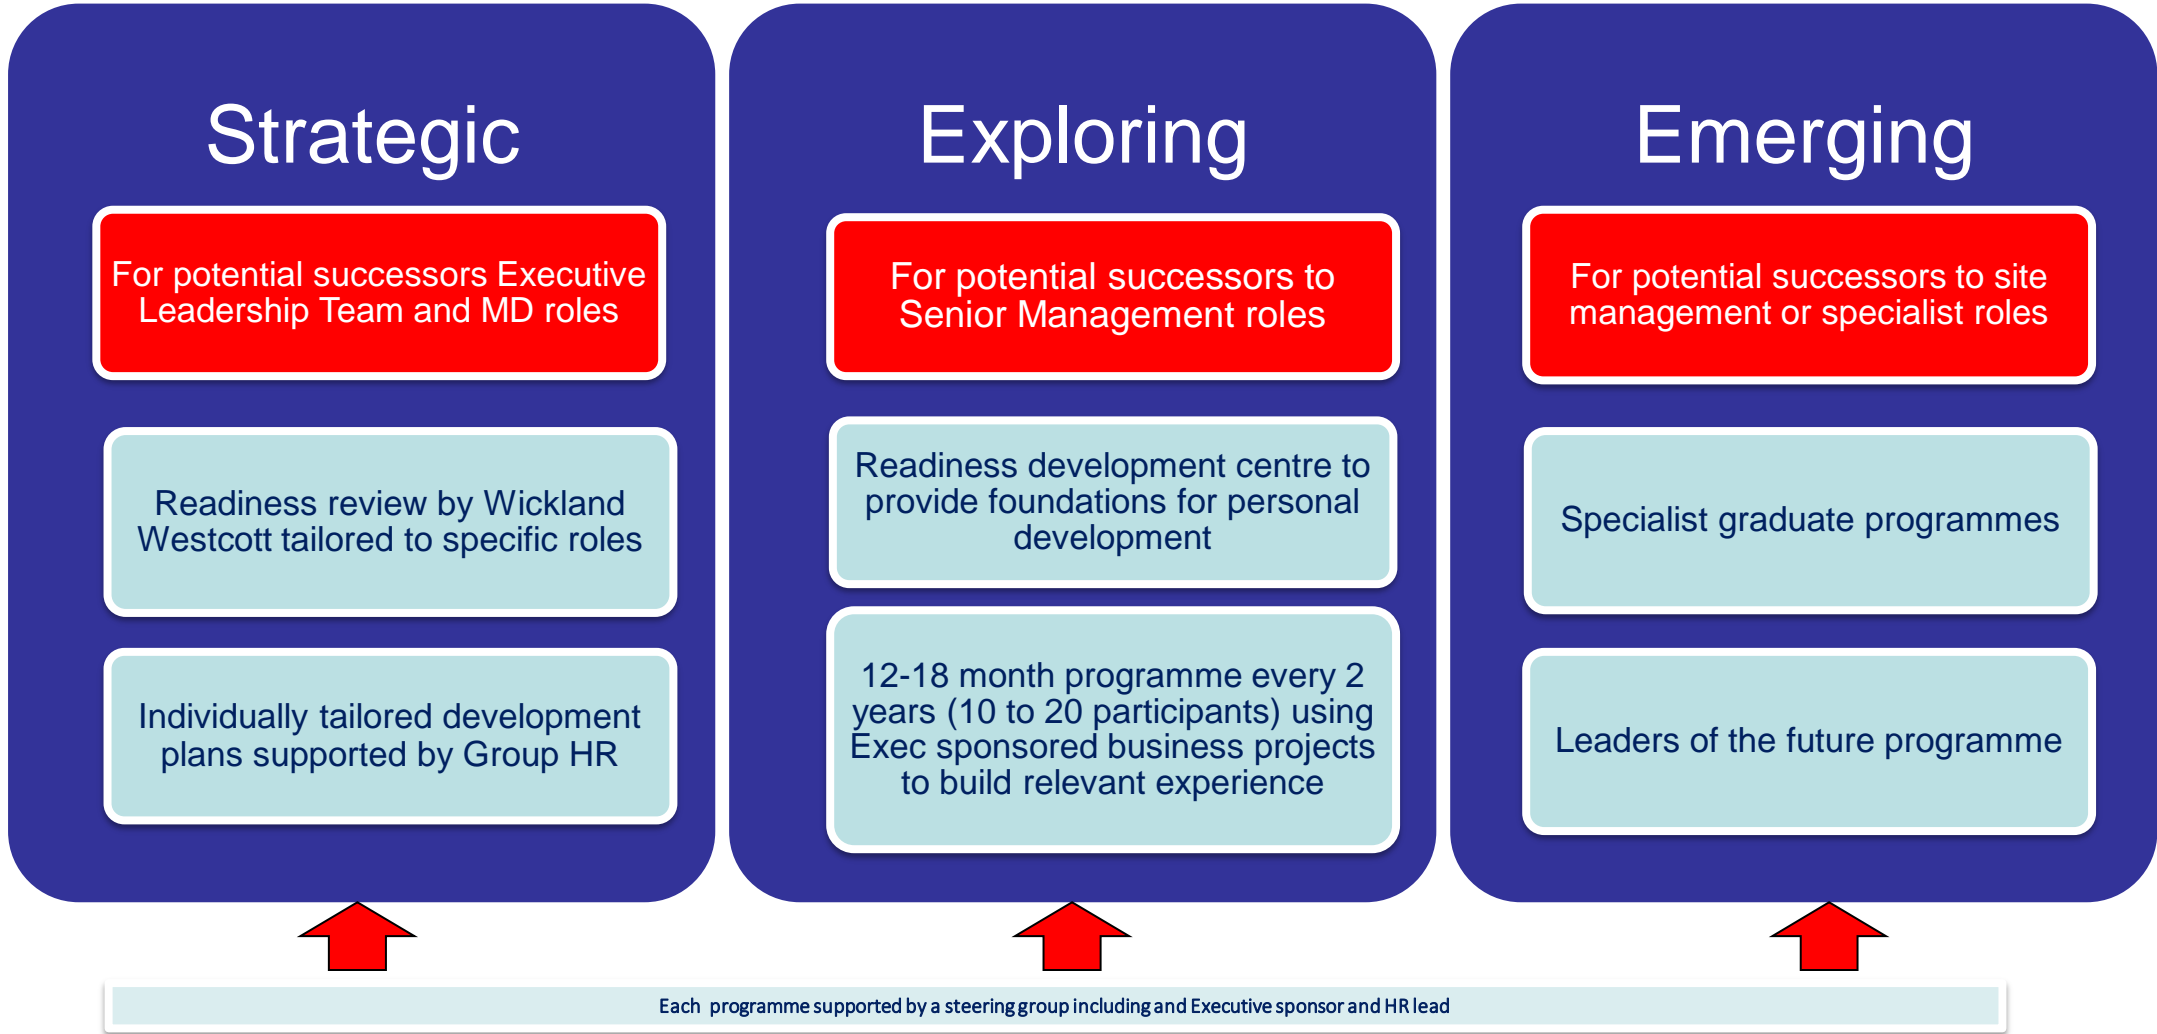 Strategic
For potential successors Executive
Leadership Team and MD roles
Readiness review by Wickland
Westcott tailored to specific roles
Individually tailored development
plans supported by Group HR
Exploring
For potential successors to
Senior Management roles
Readiness development centre to
provide foundations for personal
development
12-18 month programme every 2
years (10 to 20 participants) using
Exec sponsored business projects
to build relevant experience
Emerging
For potential successors to site
management or specialist roles
Specialist graduate programmes
Leaders of the future programme
Each programme supported by a steering group including and Executive sponsor and HR lead